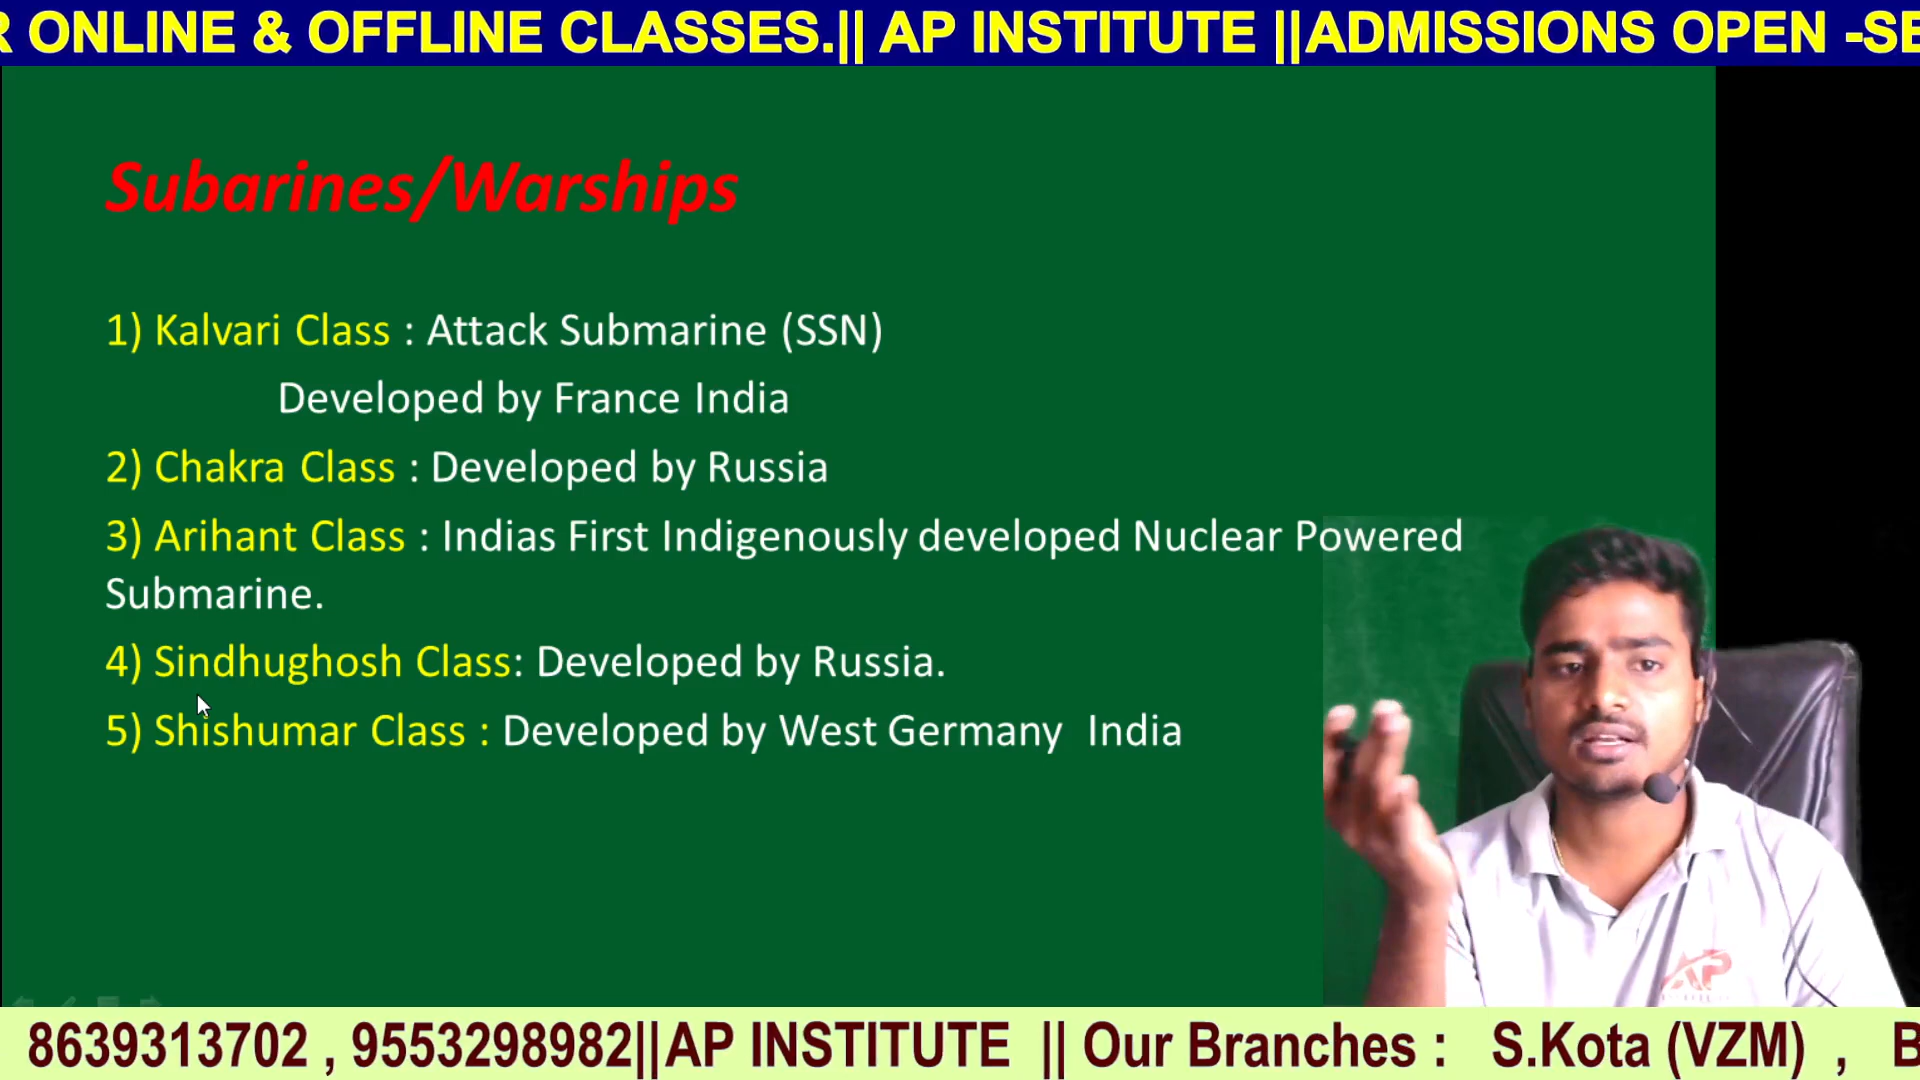 R ONLINE & OFFLINE CLASSES.|| AP INSTITUTE ||ADMISSIONS OPEN -SE
Subarines/Warships
1) Kalvari Class : Attack Submarine (SSN)
Developed by France India
2) Chakra Class : Developed by Russia
3) Arihant Class : Indias First Indigenously developed Nuclear Powered
Submarine.
4) Sindhughosh Class: Developed by Russia.
5) Shishumar Class : Developed by West Germany India
AP
8639313702 , 9553298982||AP INSTITUTE || Our Branches : S.Kota (VZM) , B